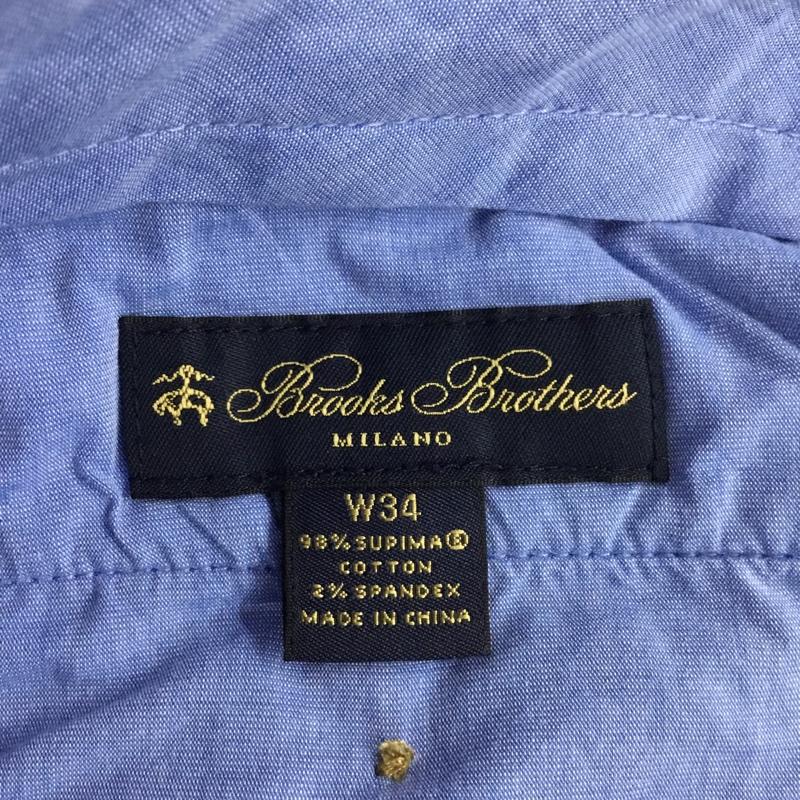 Brooks Brothers
MILANO
W34
98% SUPIMA®
COTTON
2% SPANDEX
MADE IN CHINA